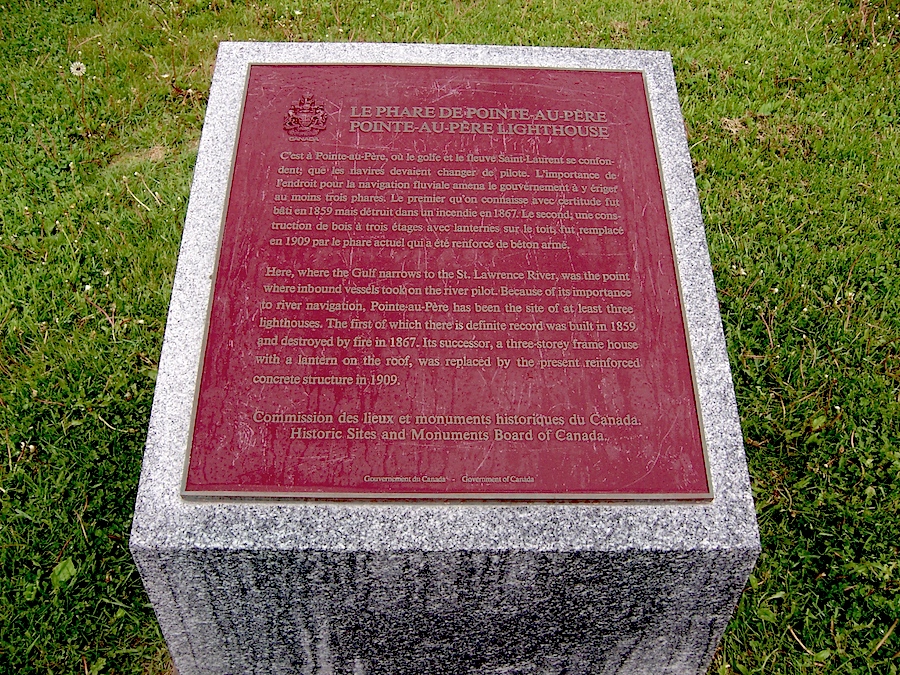 CANADA
LE PHARE DE POINTE-AU-PÈRE
POINTE-AU-PÈRE LIGHTHOUSE
C'est à Pointe-au-Père, où le golfe et le fleuve Saint-Laurent se confon-
dent, que les navires devaient changer de pilote. L'importance de
l'endroit pour la navigation fluviale amena le gouvernement à y ériger
au moins trois phares. Le premier qu'on connaisse avec certitude fut
bâti en 1859 mais détruit dans un incendie en 1867. Le second, une cons-
truction de bois à trois étages avec lanternes sur le toit, fut remplacé
en 1909 par le phare actuel qui a été renforcé de béton armé.
Here, where the Gulf narrows to the St. Lawrence River, was the point
where inbound vessels took on the river pilot. Because of its importance
to river navigation, Pointe-au-Père has been the site of at least three
lighthouses. The first of which there is definite record was built in 1859
and destroyed by fire in 1867. Its successor, a three-storey frame house
with a lantern on the roof, was replaced by the present reinforced
concrete structure in 1909.
Commission des lieux et monuments historiques du Canada.
Historic Sites and Monuments Board of Canada.
Gouvernement du Canada - Government of Canada